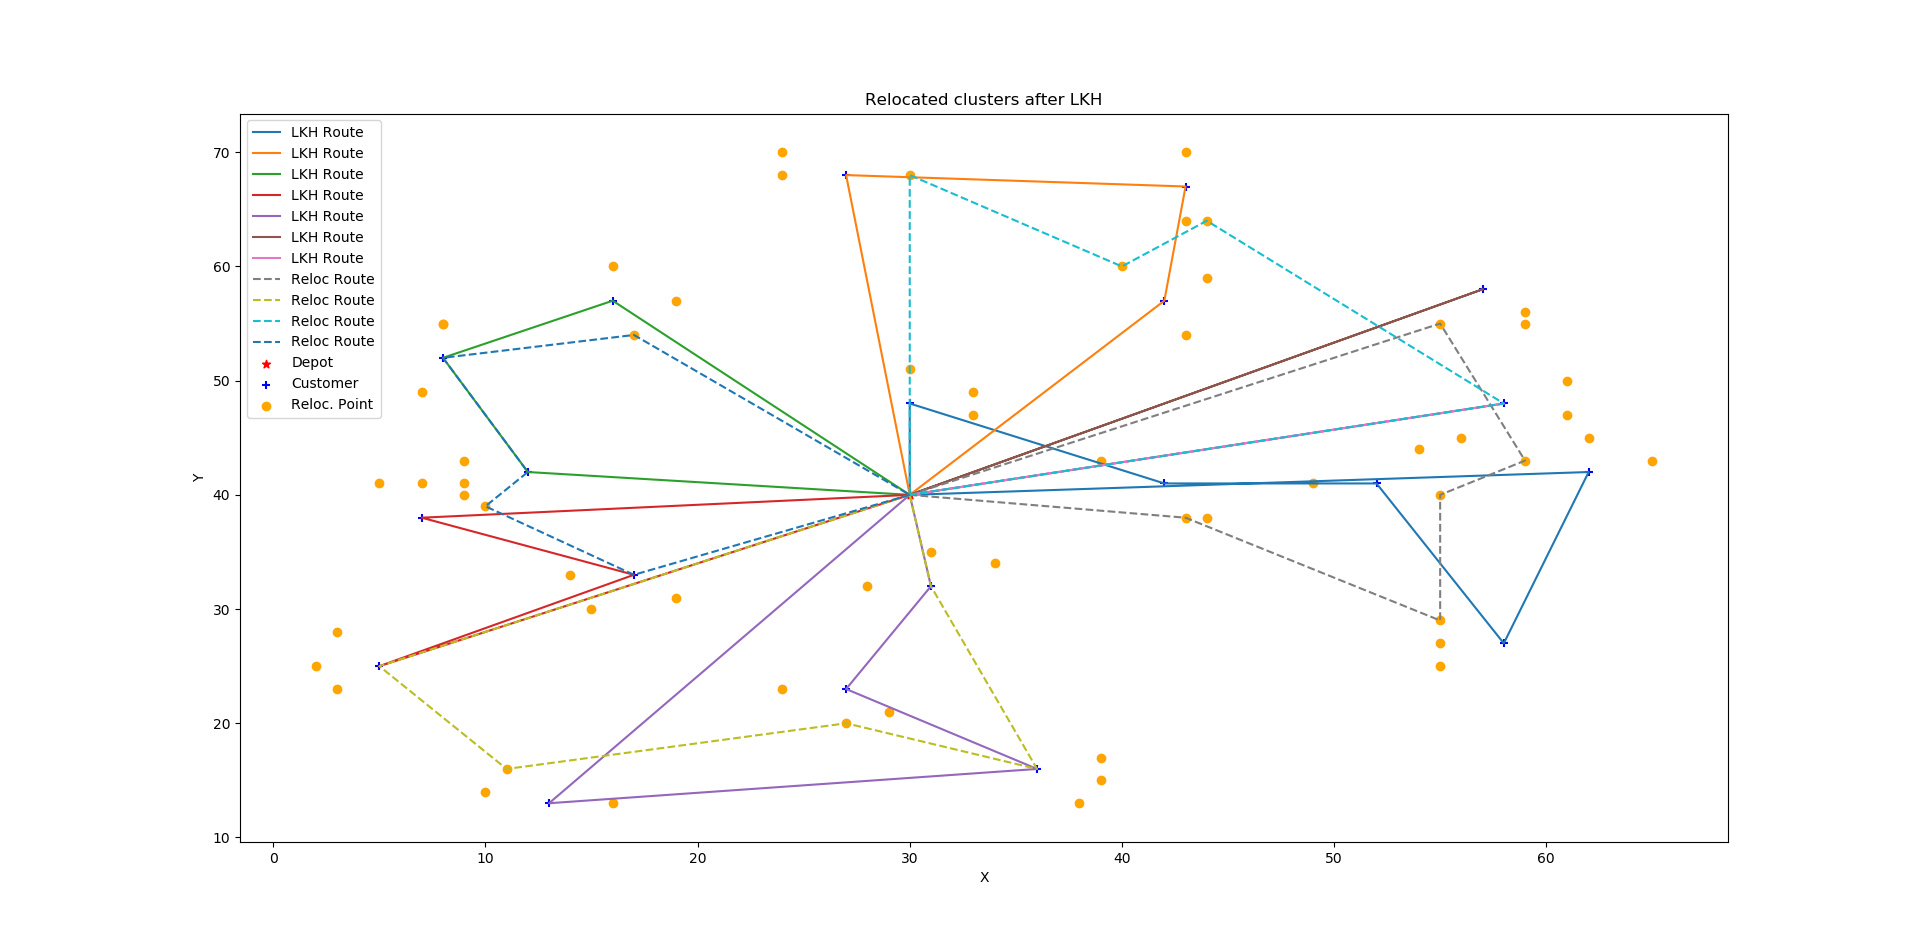 Relocated clusters after LKH
LKH Route
LKH Route
LKH Route
LKH Route
LKH Route
LKH Route
LKH Route
Reloc Route
Reloc Route
Reloc Route
Reloc Route
Depot
Customer
Reloc. Point
70
60
50
40
30
20
10
Y
0 10 20 30 40 50 60
X